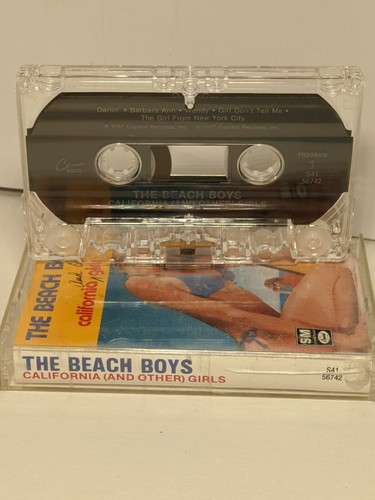 Darlin' • Barbara Ann • Wendy • Girl Don't Tell Me •
The Girl From New York City
PROGRAM
1
S41
56742
THE BEACH BOYS
CALIFORNIA (AND OTHER) GIRLS
THE BEACH B
california girls
SM
THE BEACH BOYS
CALIFORNIA (AND OTHER) GIRLS
S41
56742